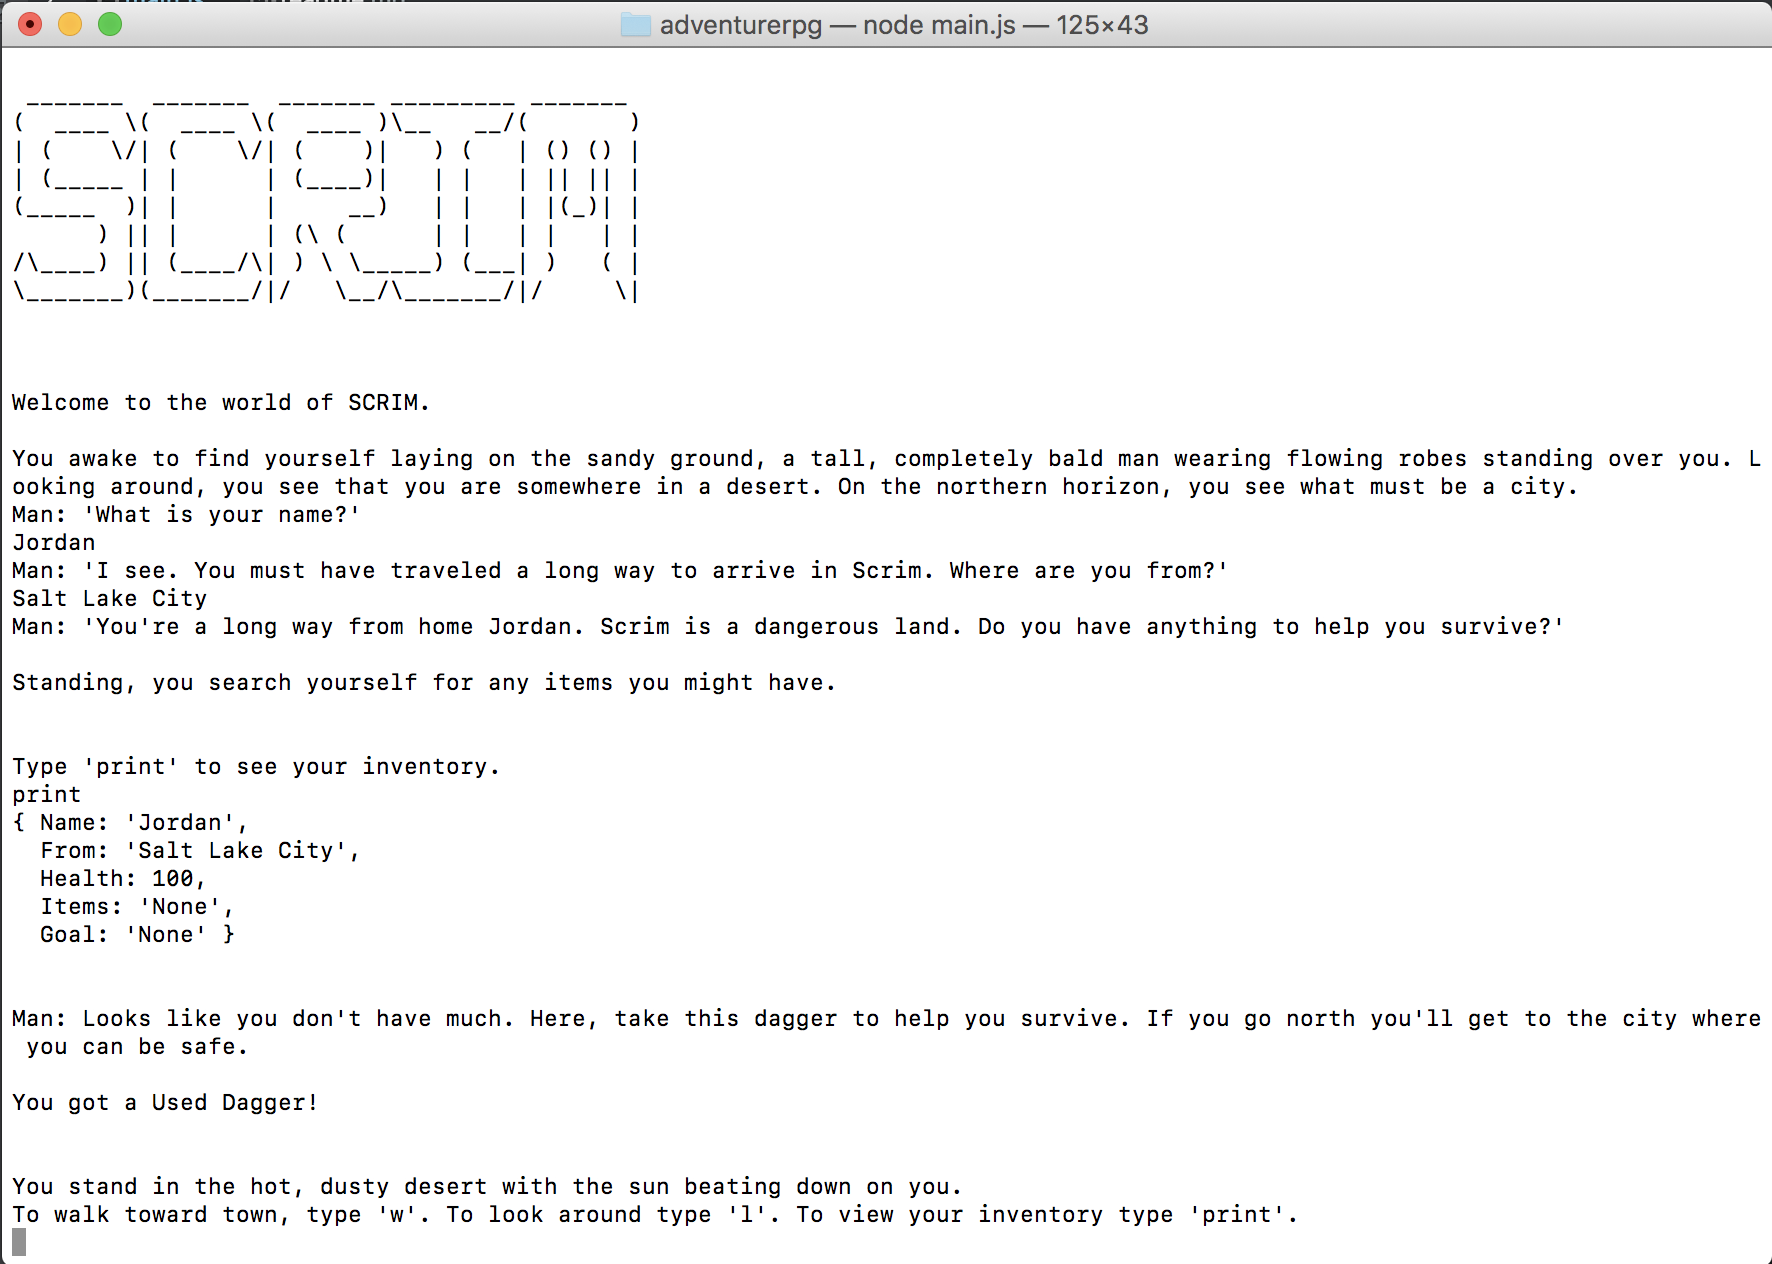 adventurerpg — node main.js — 125×43
 _______  _______  _______ _________ _______
(  ____ \(  ____ \(  ____ )\__   __/(       )
| (    \/| (    \/| (    )|   ) (   | () () |
| (_____ | |      | (____)|   | |   | || || |
(_____  )| |      |     __)   | |   | |(_)| |
      ) || |      | (\ (      | |   | |   | |
/\____) || (____/\| ) \ \_____) (___| )   ( |
\_______)(_______/|/   \__/\_______/|/     \|
Welcome to the world of SCRIM.
You awake to find yourself laying on the sandy ground, a tall, completely bald man wearing flowing robes standing over you. L
ooking around, you see that you are somewhere in a desert. On the northern horizon, you see what must be a city.
Man: 'What is your name?'
Jordan
Man: 'I see. You must have traveled a long way to arrive in Scrim. Where are you from?'
Salt Lake City
Man: 'You're a long way from home Jordan. Scrim is a dangerous land. Do you have anything to help you survive?'
Standing, you search yourself for any items you might have.
Type 'print' to see your inventory.
print
{ Name: 'Jordan',
  From: 'Salt Lake City',
  Health: 100,
  Items: 'None',
  Goal: 'None' }
Man: Looks like you don't have much. Here, take this dagger to help you survive. If you go north you'll get to the city where
 you can be safe.
You got a Used Dagger!
You stand in the hot, dusty desert with the sun beating down on you.
To walk toward town, type 'w'. To look around type 'l'. To view your inventory type 'print'.